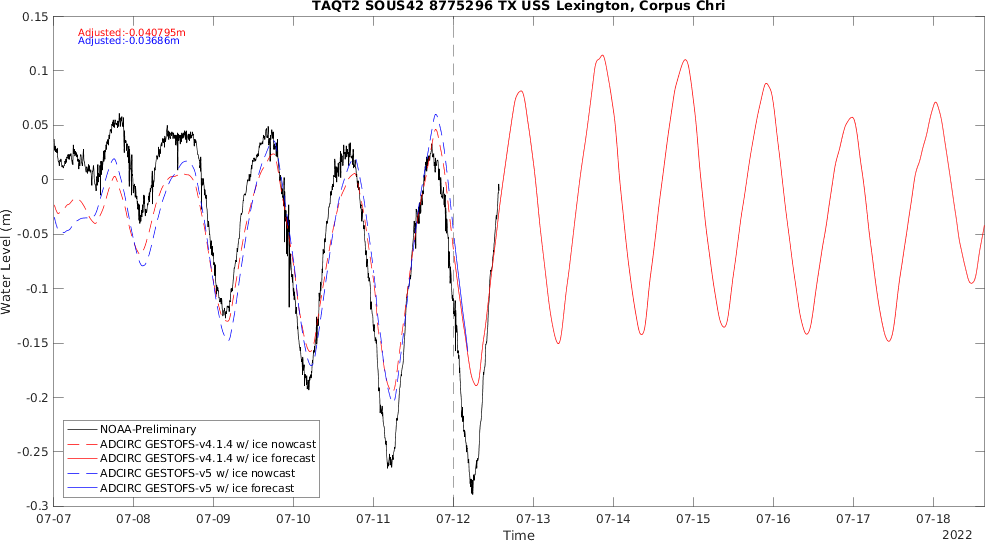 TAQT2 SOUS42 8775296 TX USS Lexington, Corpus Chri
Adjusted:-0.040795m
Adjusted:-0.03686m
0.15
0.1
0.05
0
-0.05
-0.1
-0.15
-0.2
-0.25
-0.3
Water Level (m)
NOAA-Preliminary
ADCIRC GESTOFS-v4.1.4 w/ ice nowcast
ADCIRC GESTOFS-v4.1.4 w/ ice forecast
ADCIRC GESTOFS-v5 w/ ice nowcast
ADCIRC GESTOFS-v5 w/ ice forecast
07-07 07-08 07-09 07-10 07-11 07-12 07-13 07-14 07-15 07-16 07-17 07-18
Time
2022